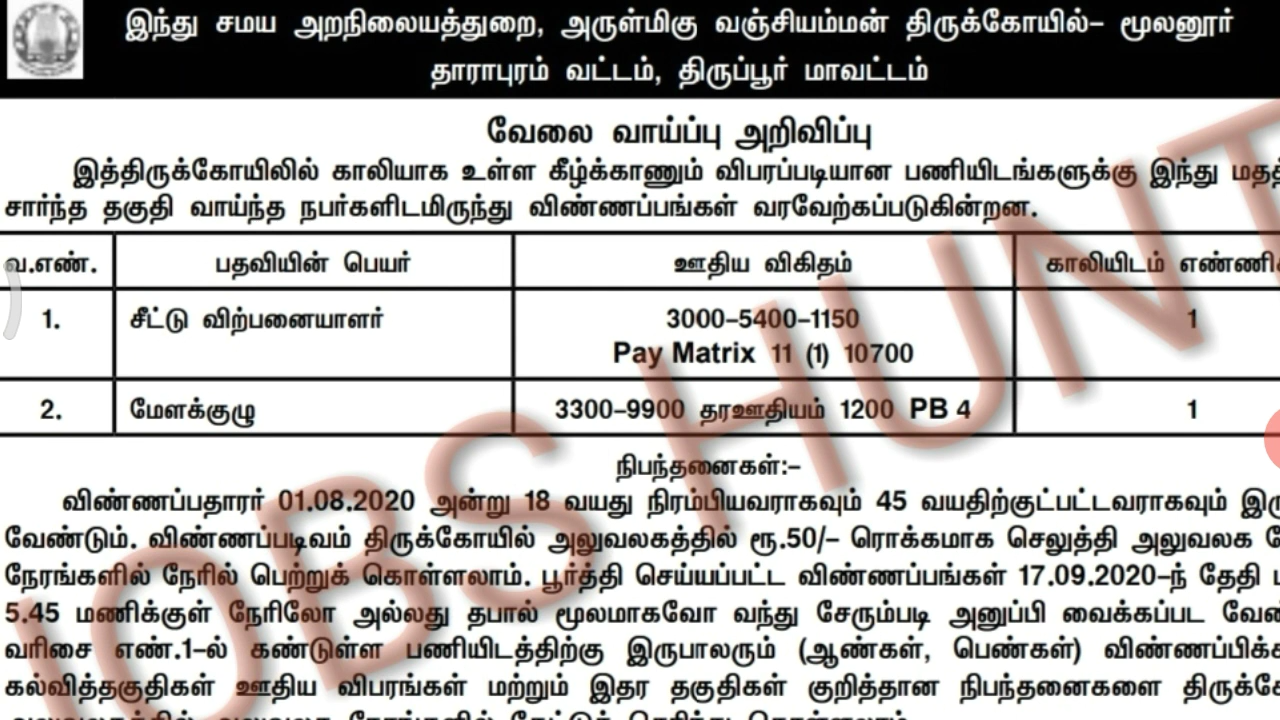 இந்து சமய அறநிலையத்துறை, அருள்மிகு வஞ்சியம்மன் திருக்கோயில்– மூலனூர்
தாராபுரம் வட்டம், திருப்பூர் மாவட்டம்
வேலை வாய்ப்பு அறிவிப்பு
இத்திருக்கோயிலில் காலியாக உள்ள கீழ்க்காணும் விபரப்படியான பணியிடங்களுக்கு இந்து
சார்ந்த தகுதி வாய்ந்த நபர்களிடமிருந்து விண்ணப்பங்கள் வரவேற்கப்படுகின்றன.
வ.எண். பதவியின் பெயர் ஊதிய விகிதம் காலியிடம்
1. சீட்டு விற்பனையாளர் 3000–5400–1150 1
Pay Matrix 11 (1) 10700
2. மேளக்குழு 3300–9900 தரஊதியம் 1200 PB 4 1
நிபந்தனைகள்:–
விண்ணப்பதாரர் 01.08.2020 அன்று 18 வயது நிரம்பியவராகவும் 45 வயதிற்குட்பட்டவராகவும்
வேண்டும். விண்ணப்படிவம் திருக்கோயில் அலுவலகத்தில் ரூ.50/– ரொக்கமாக செலுத்தி அலுவலக
நேரங்களில் நேரில் பெற்றுக் கொள்ளலாம். பூர்த்தி செய்யப்பட்ட விண்ணப்பங்கள் 17.09.2020–ந் தேதி
5.45 மணிக்குள் நேரிலோ அல்லது தபால் மூலமாகவோ வந்து சேரும்படி அனுப்பி வைக்கப்பட
வரிசை எண்.1–ல் கண்டுள்ள பணியிடத்திற்கு இருபாலரும் (ஆண்கள், பெண்கள்)
கல்வித்தகுதிகள் ஊதிய விபரங்கள் மற்றும் இதர தகுதிகள் குறித்தான நிபந்தனைகளை
JOBS HUNT